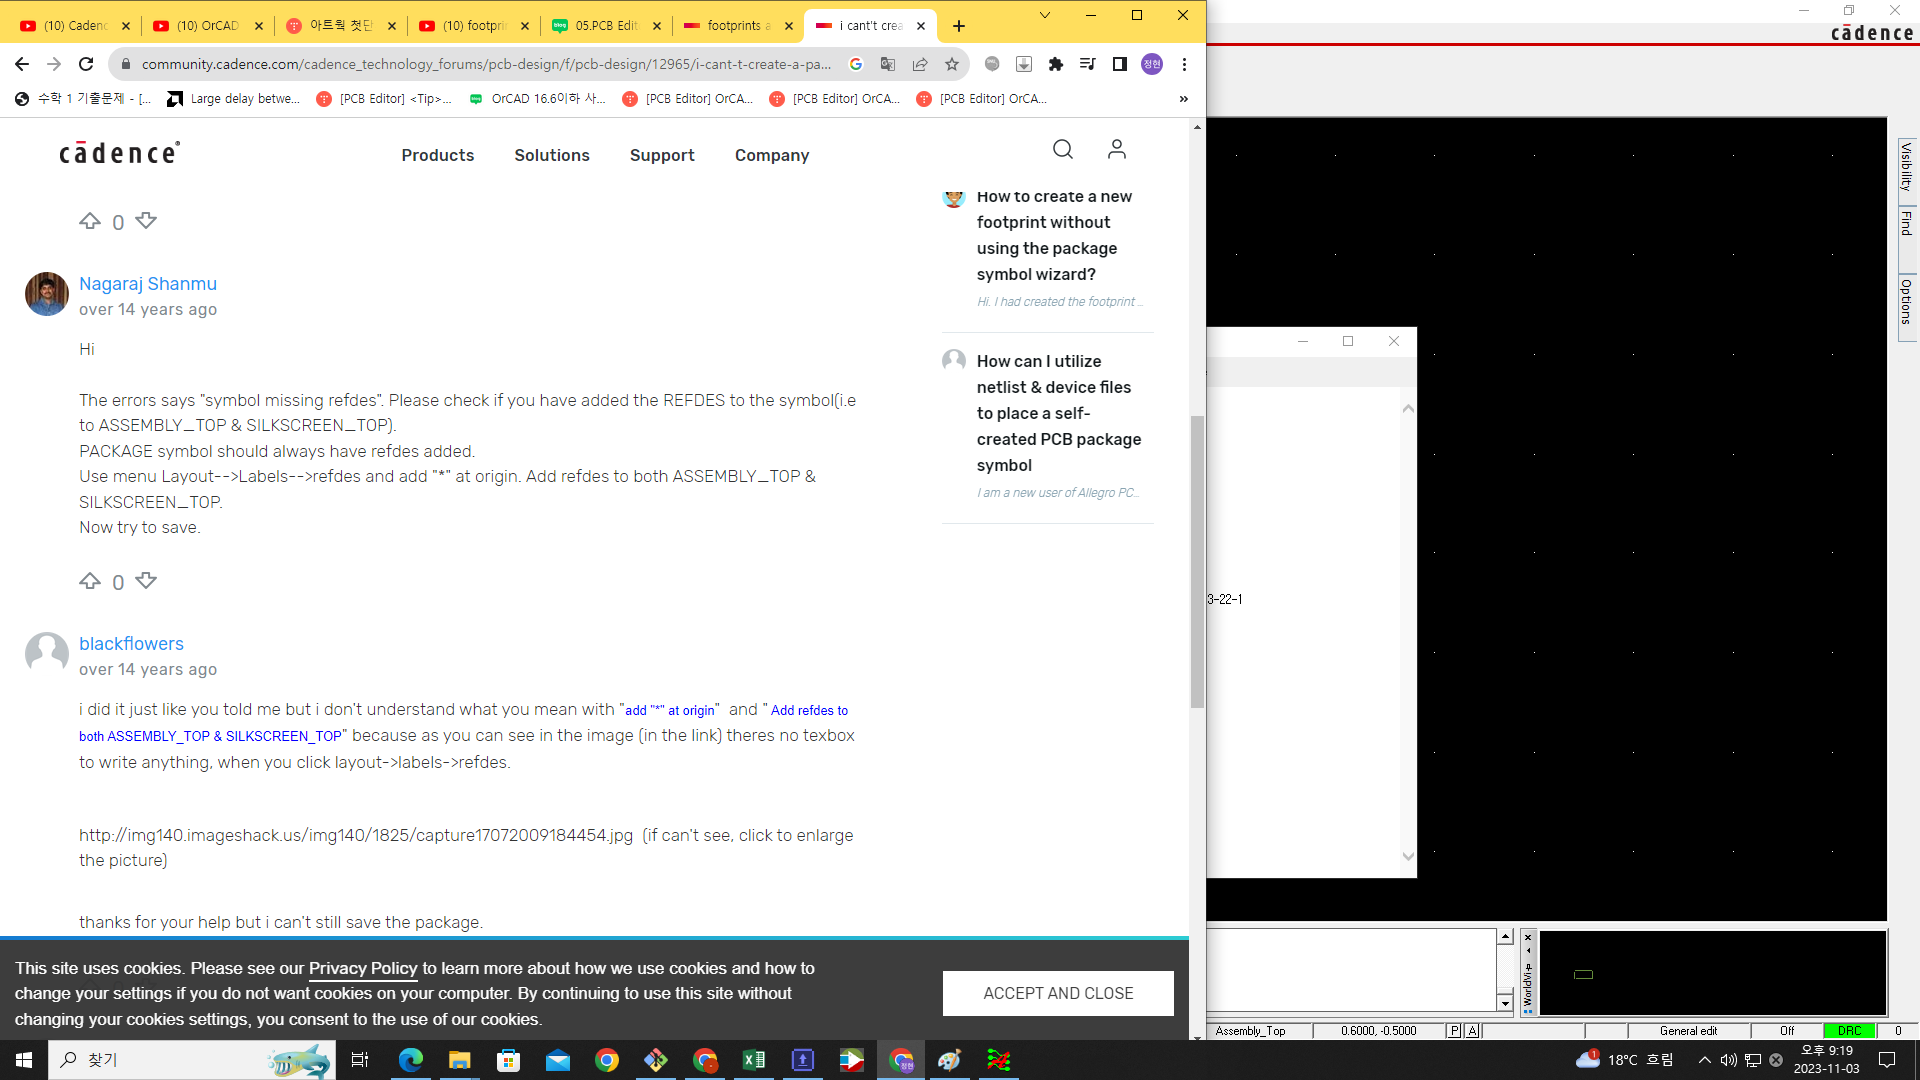 (10) Cadenc
(10) OrCAD
아트웍 첫단
(10) footprin
05.PCB Edit
footprints a
i cant't crea
community.cadence.com/cadence_technology_forums/pcb-design/f/pcb-design/12965/i-cant-t-create-a-pa...
정현
수학 1 기출문제 - [...
Large delay betwe...
[PCB Editor] <Tip>...
OrCAD 16.6이하 사...
[PCB Editor] OrCA...
[PCB Editor] OrCA...
[PCB Editor] OrCA...
»
cādence®
Products
Solutions
Support
Company
0
Nagaraj Shanmu
over 14 years ago
Hi
The errors says "symbol missing refdes". Please check if you have added the REFDES to the symbol(i.e
to ASSEMBLY_TOP & SILKSCREEN_TOP).
PACKAGE symbol should always have refdes added.
Use menu Layout-->Labels-->refdes and add "*" at origin. Add refdes to both ASSEMBLY_TOP &
SILKSCREEN_TOP.
Now try to save.
0
blackflowers
over 14 years ago
i did it just like you told me but i don't understand what you mean with "add "*" at origin"  and " Add refdes to
both ASSEMBLY_TOP & SILKSCREEN_TOP" because as you can see in the image (in the link) theres no texbox
to write anything, when you click layout->labels->refdes.
http://img140.imageshack.us/img140/1825/capture17072009184454.jpg  (if can't see, click to enlarge
the picture)
thanks for your help but i can't still save the package.
How to create a new
footprint without
using the package
symbol wizard?
Hi. I had created the footprint ...
How can I utilize
netlist & device files
to place a self-
created PCB package
symbol
I am a new user of Allegro PC...
This site uses cookies. Please see our Privacy Policy to learn more about how we use cookies and how to
change your settings if you do not want cookies on your computer. By continuing to use this site without
changing your cookies settings, you consent to the use of our cookies.
ACCEPT AND CLOSE
cādence
Visibility
Find
Options
3-22-1
WorldVi
Assembly_Top
0.6000, -0.5000
P
A
General edit
Off
DRC
0
찾기
정현
1
18°C 흐림
오후 9:19
2023-11-03